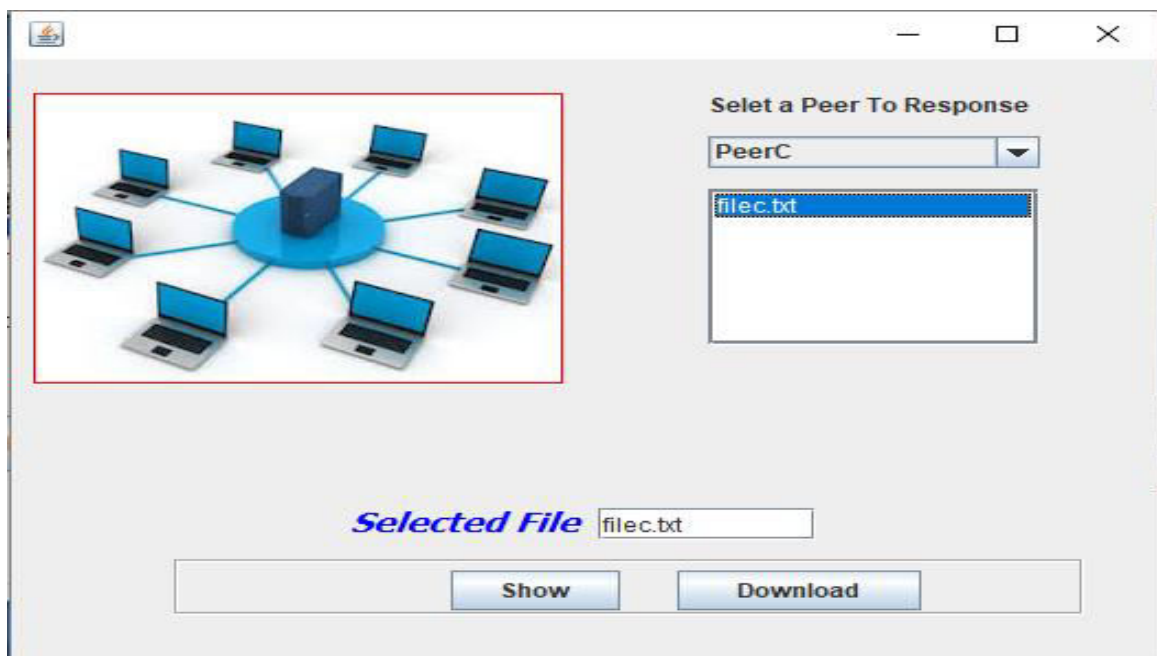 Selet a Peer To Response
PeerC
filec.txt
Selected File filec.txt
Show Download